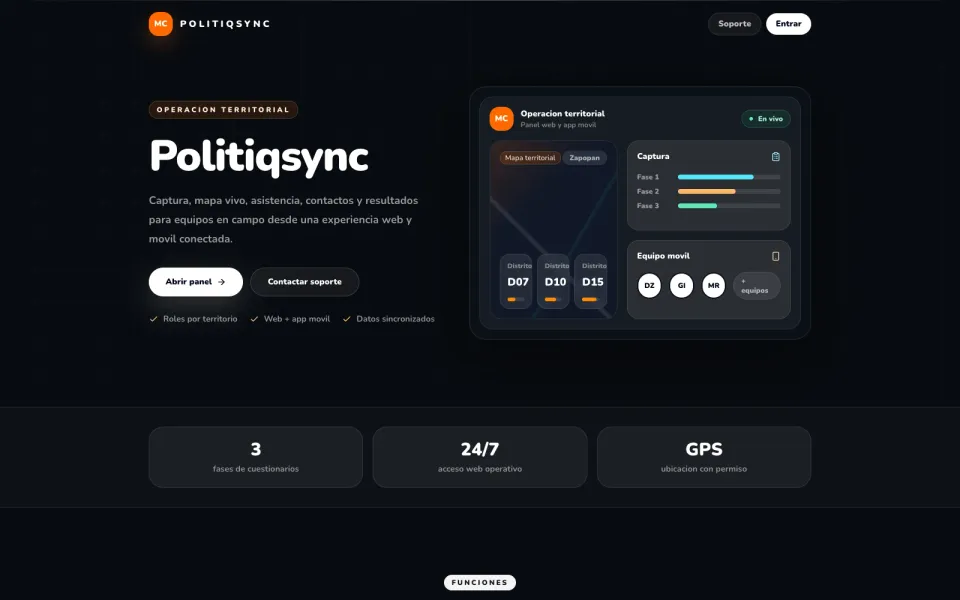 MC POLITIQSYNC
Soporte
Entrar
OPERACION TERRITORIAL
Politiqsync
Captura, mapa vivo, asistencia, contactos y resultados
para equipos en campo desde una experiencia web y
movil conectada.
Abrir panel →
Contactar soporte
Roles por territorio
Web + app movil
Datos sincronizados
MC
Operacion territorial
Panel web y app movil
En vivo
Mapa territorial
Zapopan
Distrito
D07
Distrito
D10
Distrito
D15
Captura
Fase 1
Fase 2
Fase 3
Equipo movil
DZ
GI
MR
+
equipos
3
fases de cuestionarios
24/7
acceso web operativo
GPS
ubicacion con permiso
FUNCIONES